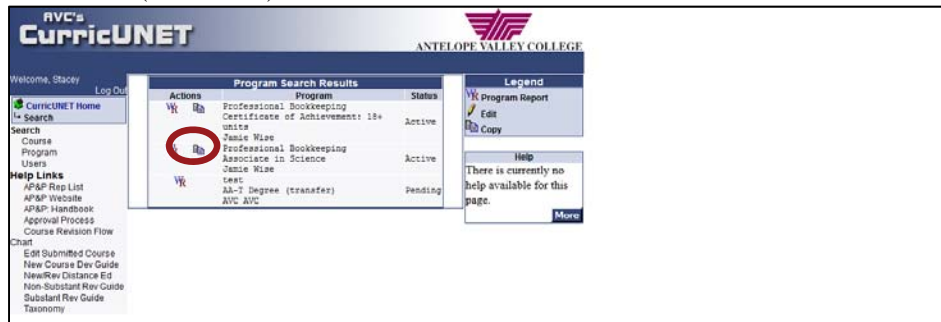 AVC's
CurricUNET
ANTELOPE VALLEY COLLEGE
Welcome, Stacey
Log Out
CurricUNET Home
Search
Search
Course
Program
Users
Help Links
AP&P Rep List
AP&P Website
AP&P: Handbook
Approval Process
Course Revision Flow
Chart
Edit Submitted Course
New Course Dev Guide
New/Rev Distance Ed
Non-Substant Rev Guide
Substant Rev Guide
Taxonomy
Program Search Results
Actions Program Status
WR Professional Bookkeeping
Certificate of Achievement: 18+
units
Jamie Wise
Active
Professional Bookkeeping
Associate in Science
Jamie Wise
Active
WR test
AA-T Degree (transfer)
AVC AVC
Pending
Legend
WR Program Report
Edit
Copy
Help
There is currently no
help available for this
page.
More